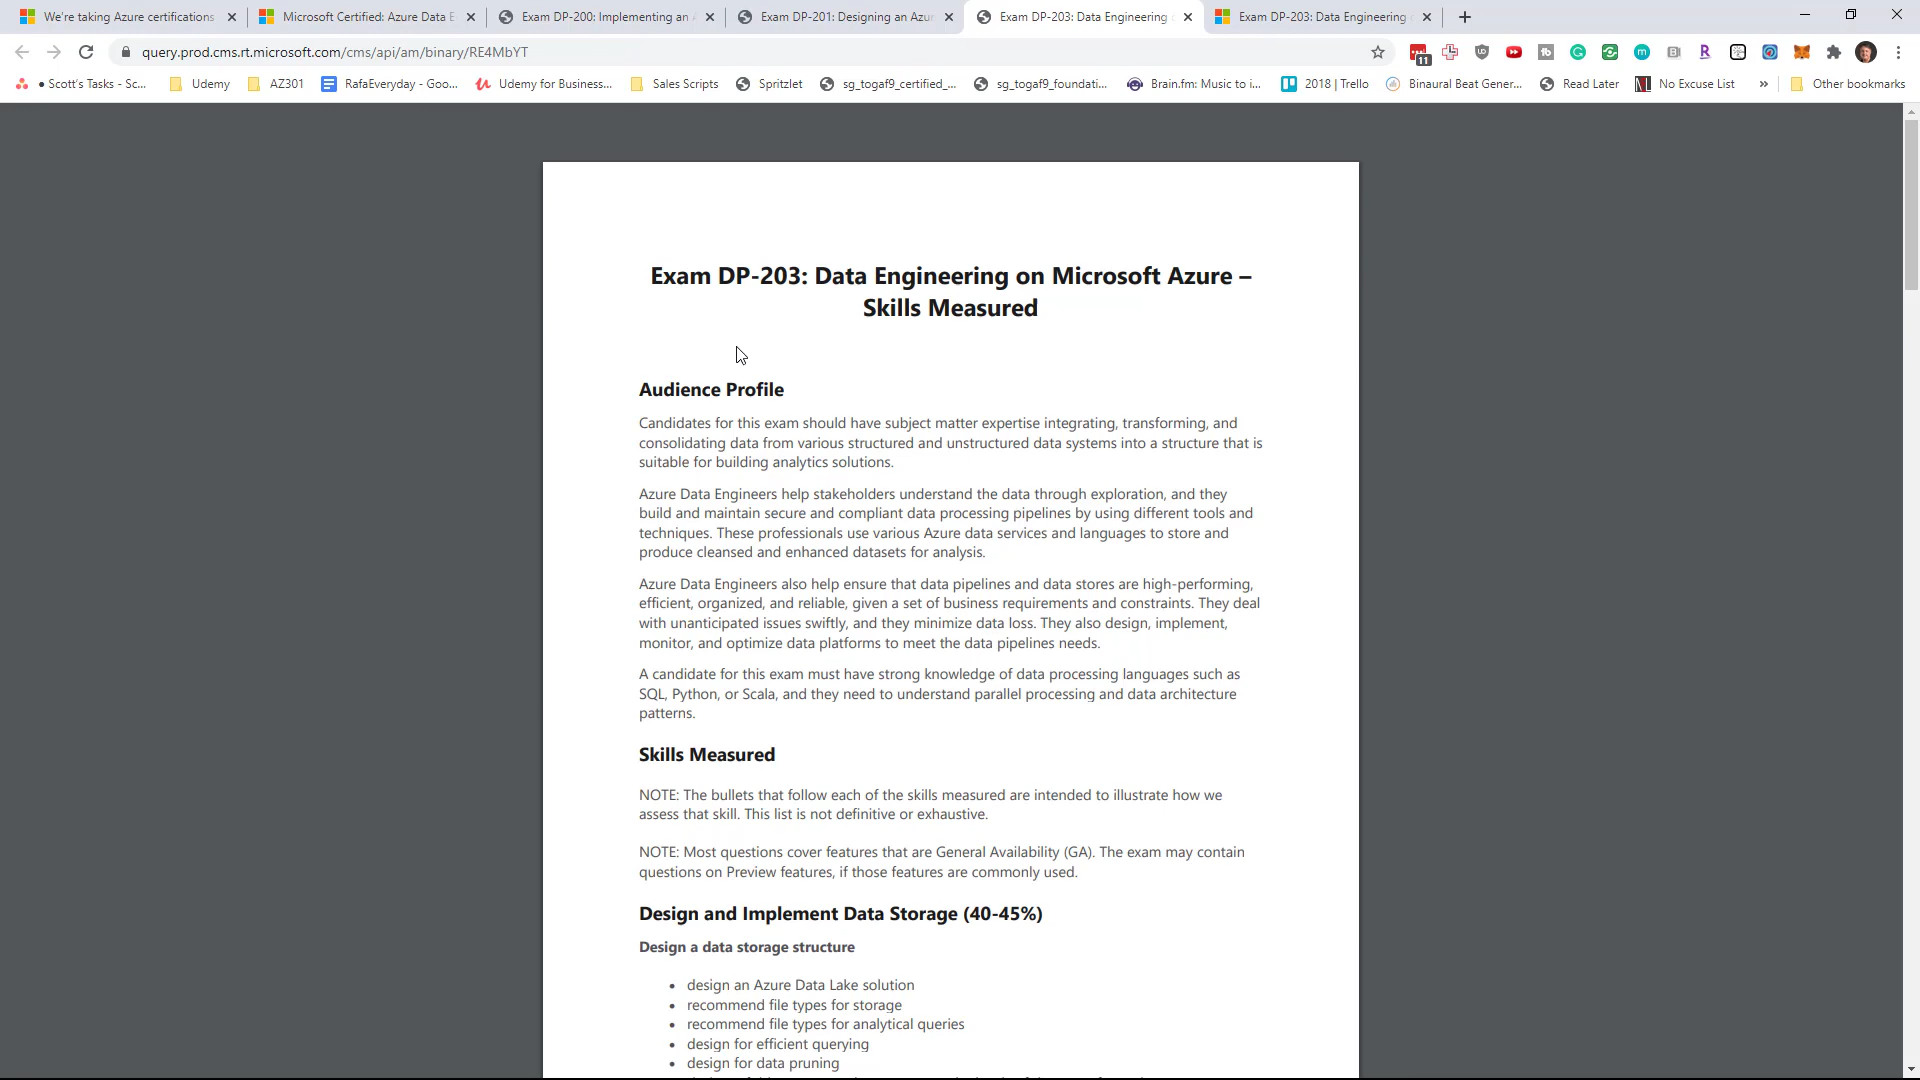 We're taking Azure certifications
Microsoft Certified: Azure Data E
Exam DP-200: Implementing an A
Exam DP-201: Designing an Azur
Exam DP-203: Data Engineering o
Exam DP-203: Data Engineering o
query.prod.cms.rt.microsoft.com/cms/api/am/binary/RE4MbYT
11
• Scott's Tasks - Sc...
Udemy
AZ301
RafaEveryday - Goo...
Udemy for Business...
Sales Scripts
Spritzlet
sg_togaf9_certified_...
sg_togaf9_foundati...
Brain.fm: Music to i...
2018 | Trello
Binaural Beat Gener...
Read Later
No Excuse List
»
Other bookmarks
Exam DP-203: Data Engineering on Microsoft Azure –
Skills Measured
Audience Profile
Candidates for this exam should have subject matter expertise integrating, transforming, and
consolidating data from various structured and unstructured data systems into a structure that is
suitable for building analytics solutions.
Azure Data Engineers help stakeholders understand the data through exploration, and they
build and maintain secure and compliant data processing pipelines by using different tools and
techniques. These professionals use various Azure data services and languages to store and
produce cleansed and enhanced datasets for analysis.
Azure Data Engineers also help ensure that data pipelines and data stores are high-performing,
efficient, organized, and reliable, given a set of business requirements and constraints. They deal
with unanticipated issues swiftly, and they minimize data loss. They also design, implement,
monitor, and optimize data platforms to meet the data pipelines needs.
A candidate for this exam must have strong knowledge of data processing languages such as
SQL, Python, or Scala, and they need to understand parallel processing and data architecture
patterns.
Skills Measured
NOTE: The bullets that follow each of the skills measured are intended to illustrate how we
assess that skill. This list is not definitive or exhaustive.
NOTE: Most questions cover features that are General Availability (GA). The exam may contain
questions on Preview features, if those features are commonly used.
Design and Implement Data Storage (40-45%)
Design a data storage structure
• design an Azure Data Lake solution
• recommend file types for storage
• recommend file types for analytical queries
• design for efficient querying
• design for data pruning